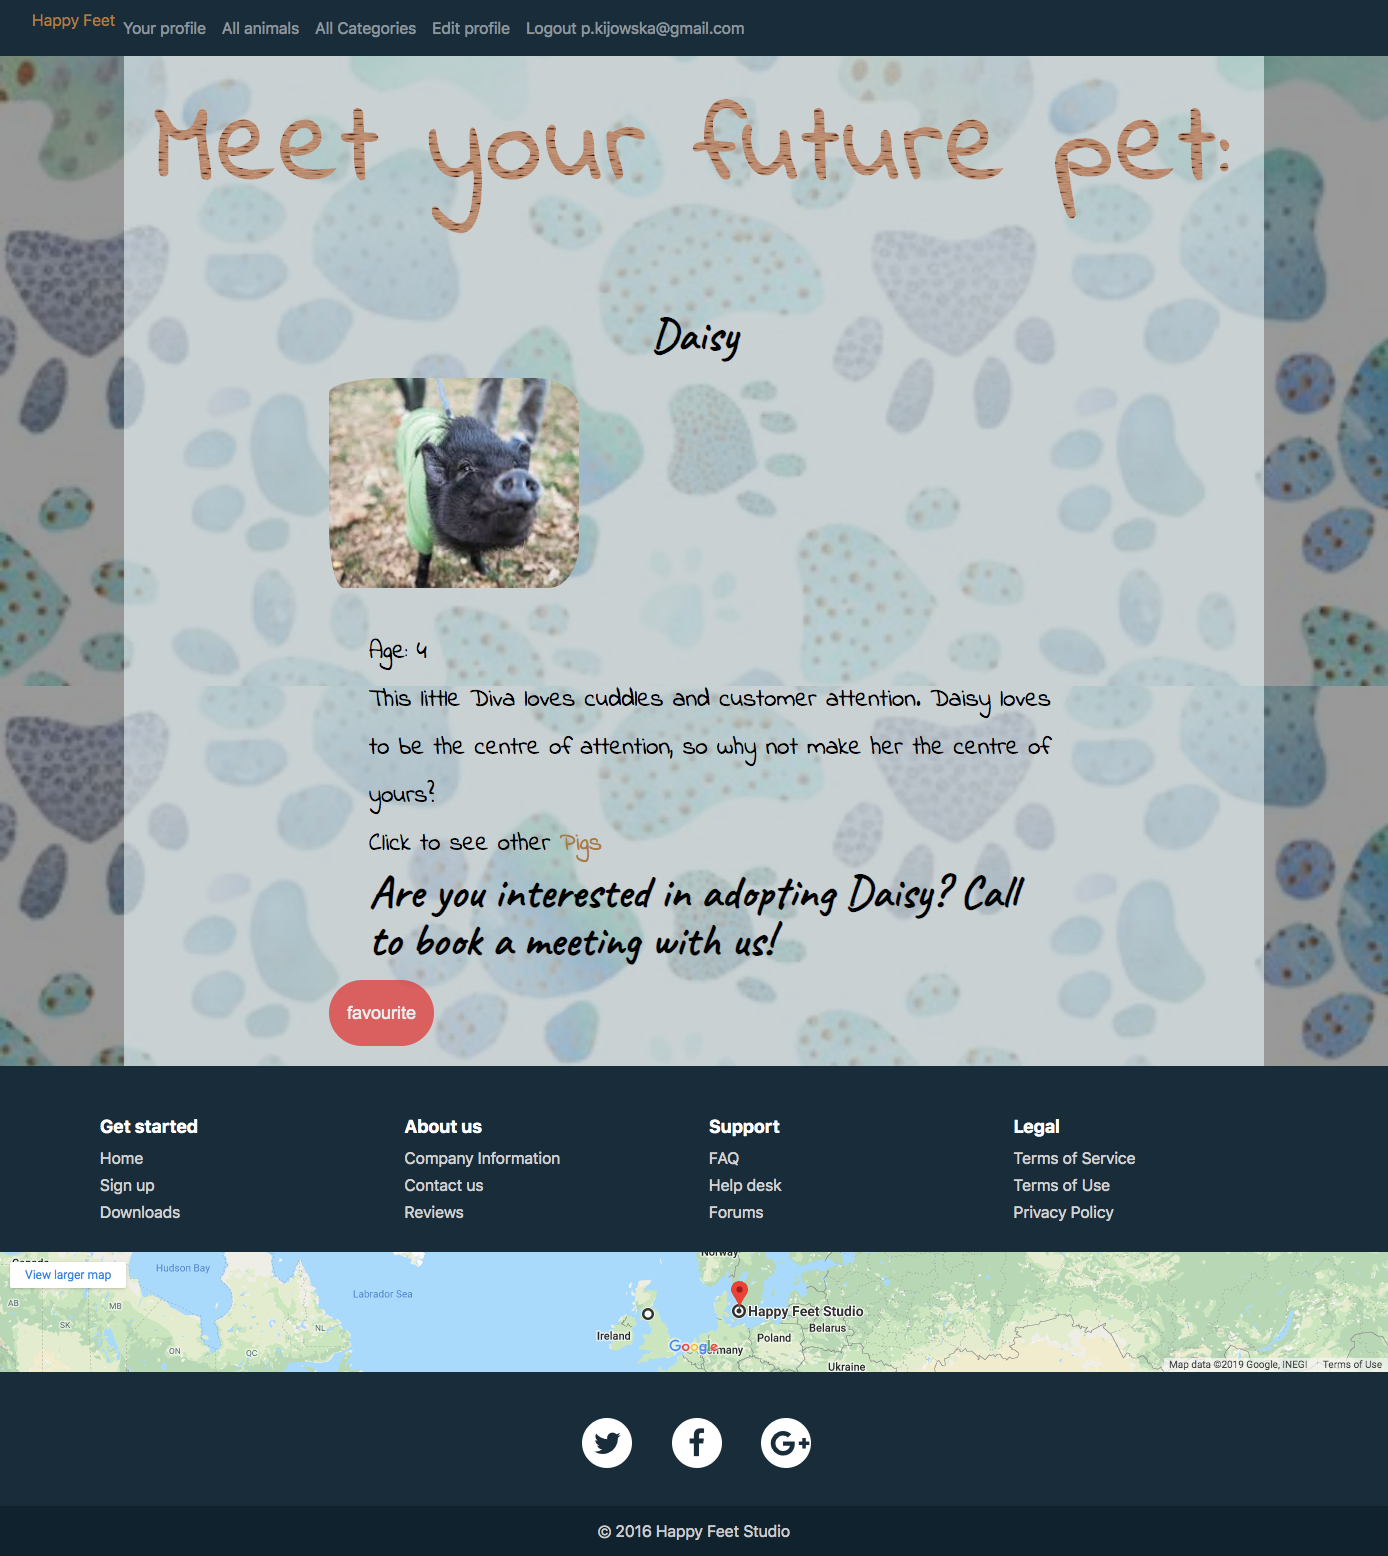 Happy Feet Your profile All animals All Categories Edit profile Logout p.kijowska@gmail.com
Meet your future pet:
Daisy
Age: 4
This little Diva loves cuddles and customer attention. Daisy loves
to be the centre of attention, so why not make her the centre of
yours?
Click to see other Pigs
Are you interested in adopting Daisy? Call
to book a meeting with us!
favourite
Get started
Home
Sign up
Downloads
About us
Company Information
Contact us
Reviews
Support
FAQ
Help desk
Forums
Legal
Terms of Service
Terms of Use
Privacy Policy
Norway
View larger map
Hudson Bay
Labrador Sea
AB
MB
SK
NL
ON
QC
Happy Feet Studio
Ireland
Belarus
Poland
Google
Ukraine
Map data ©2019 Google, INEGI Terms of Use
© 2016 Happy Feet Studio